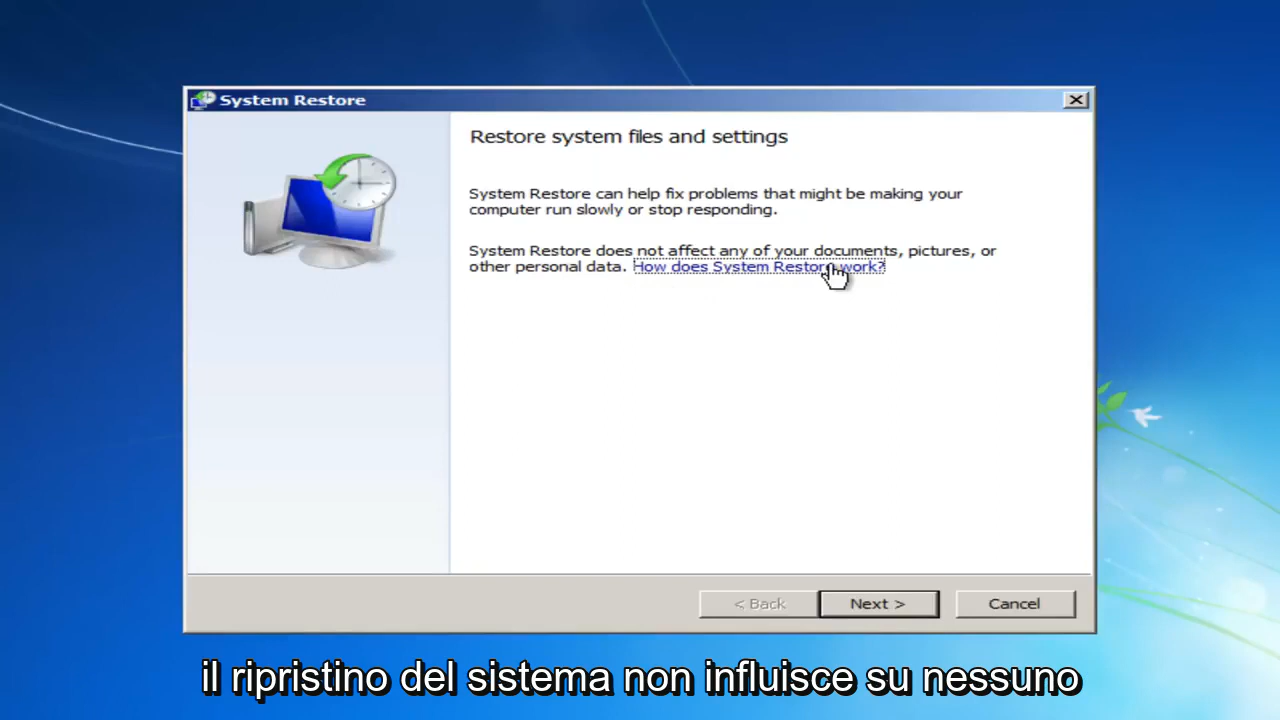 System Restore
Restore system files and settings
System Restore can help fix problems that might be making your
computer run slowly or stop responding.
System Restore does not affect any of your documents, pictures, or
other personal data. How does System Restore work?
< Back Next > Cancel
il ripristino del sistema non influisce su nessuno